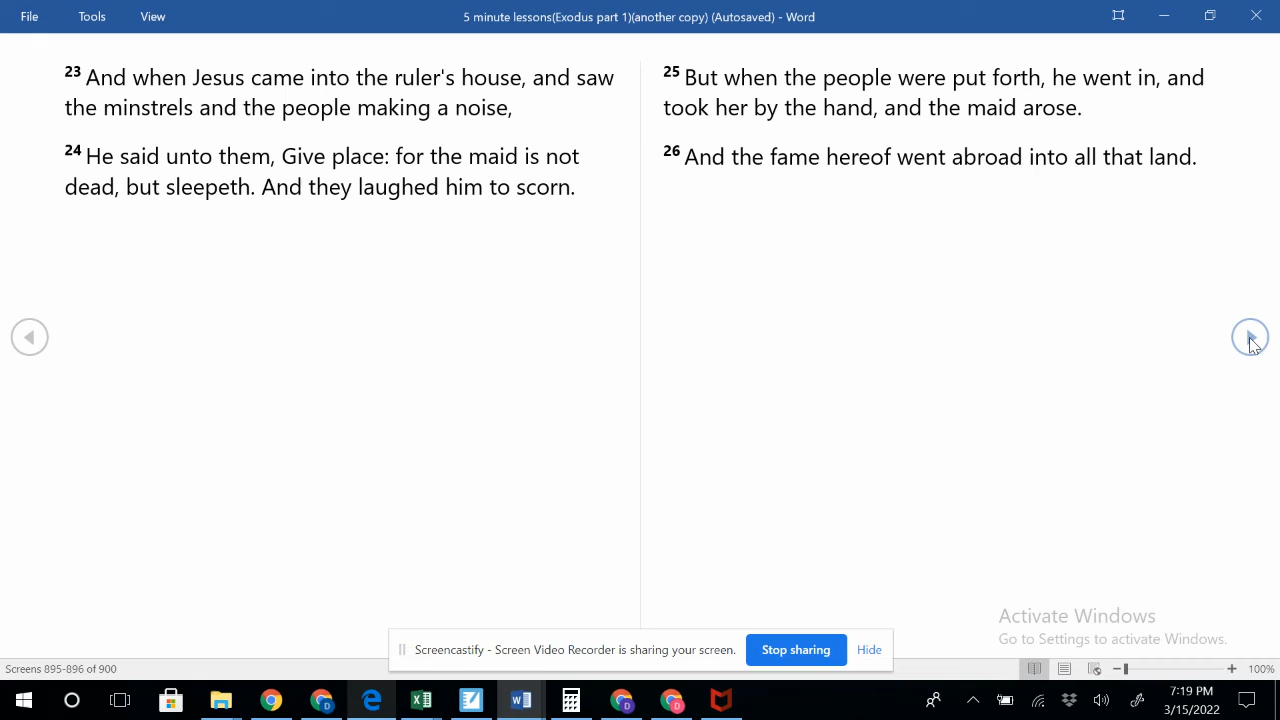 File Tools View 5 minute lessons(Exodus part 1)(another copy) (Autosaved) - Word
23 And when Jesus came into the ruler's house, and saw
the minstrels and the people making a noise,
24 He said unto them, Give place: for the maid is not
dead, but sleepeth. And they laughed him to scorn.
25 But when the people were put forth, he went in, and
took her by the hand, and the maid arose.
26 And the fame hereof went abroad into all that land.
Activate Windows
Go to Settings to activate Windows.
Screencastify - Screen Video Recorder is sharing your screen. Stop sharing Hide
Screens 895-896 of 900 100%
7:19 PM
3/15/2022